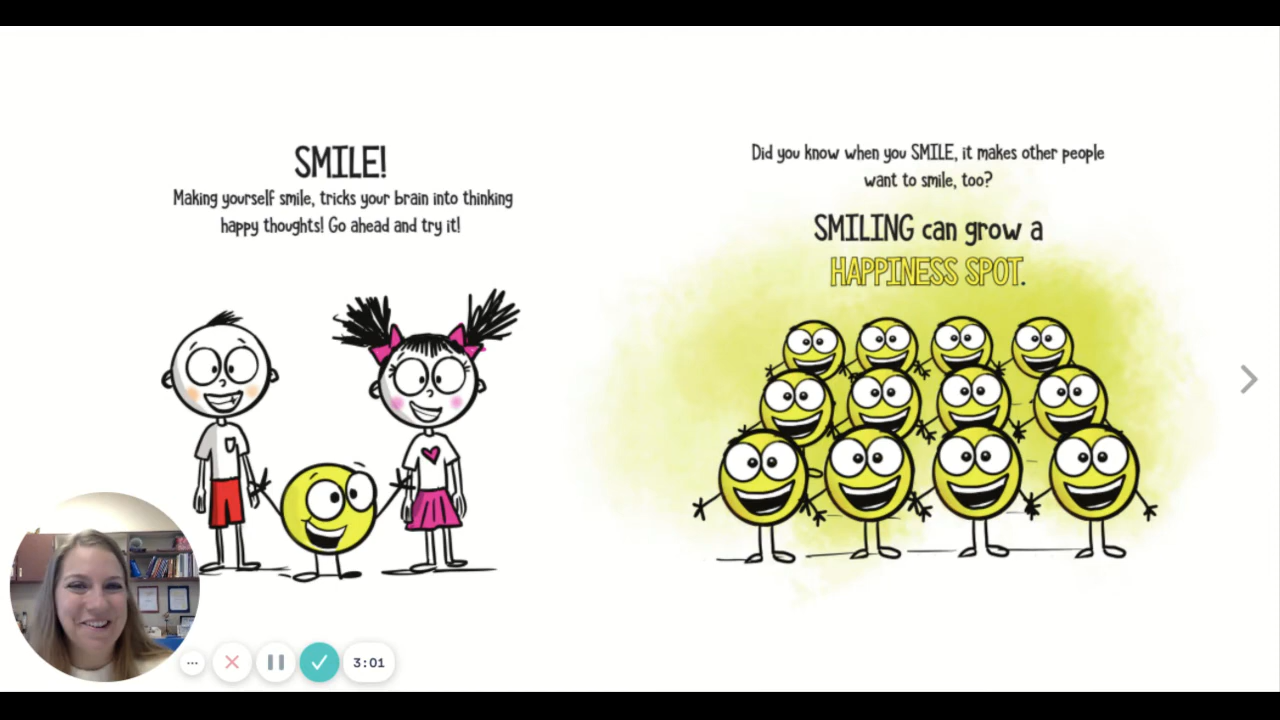 SMILE!
Making yourself smile, tricks your brain into thinking
happy thoughts! Go ahead and try it!
Did you know when you SMILE, it makes other people
want to smile, too?
SMILING can grow a
HAPPINESS SPOT.
3:01